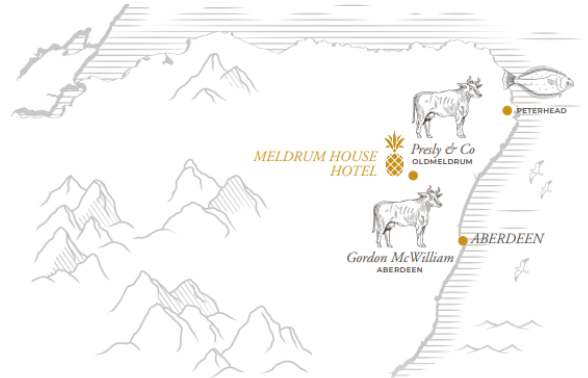 PETERHEAD
Presly & Co
OLDMELDRUM
MELDRUM HOUSE
HOTEL
ABERDEEN
Gordon McWilliam
ABERDEEN